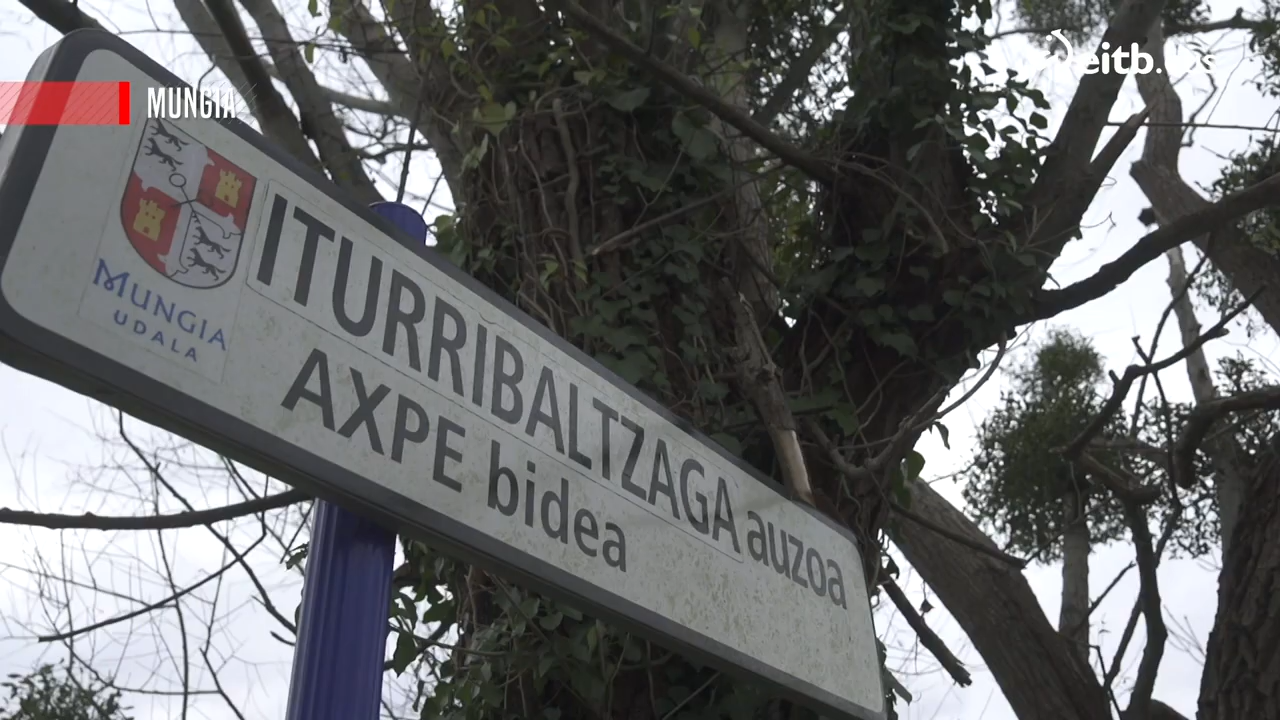 MUNGIA
eitb.eus
MUNGIA
UDALA
ITURRIBALTZAGA auzoa
AXPE bidea